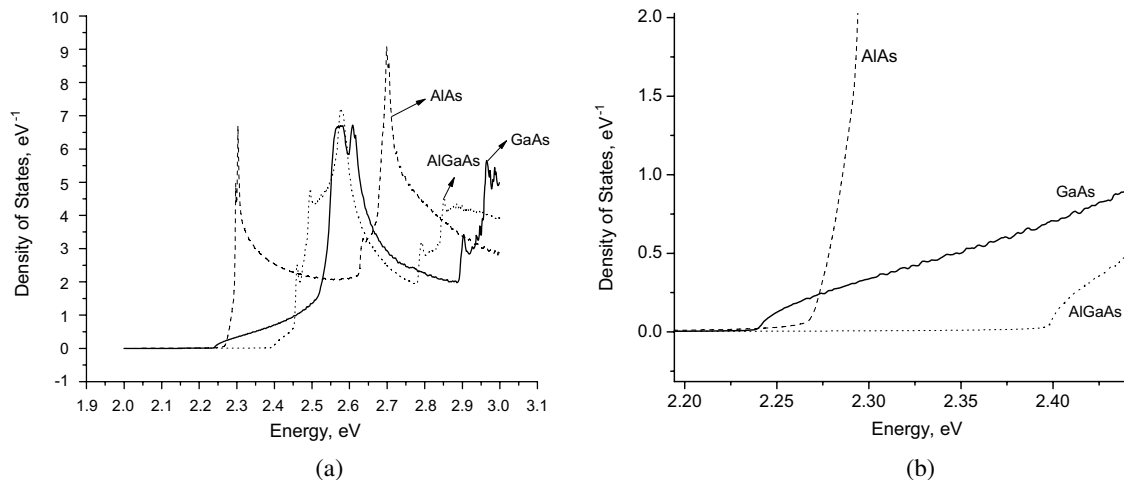 10
9
8
7
6
5
4
3
2
1
0
-1
1.9 2.0 2.1 2.2 2.3 2.4 2.5 2.6 2.7 2.8 2.9 3.0 3.1
Density of States, eV⁻¹
Energy, eV
AlAs
GaAs
AlGaAs
(a)
2.0
1.5
1.0
0.5
0.0
2.20 2.25 2.30 2.35 2.40
Density of States, eV⁻¹
Energy, eV
AlAs
GaAs
AlGaAs
(b)